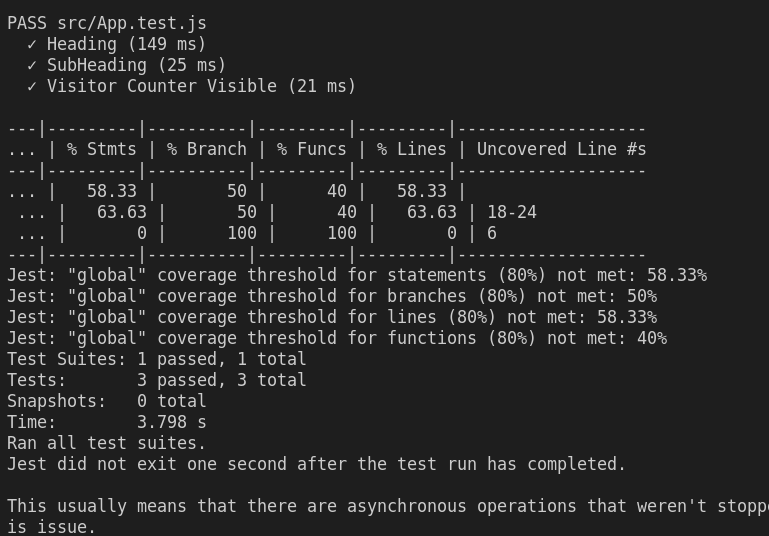 PASS src/App.test.js
  ✓ Heading (149 ms)
  ✓ SubHeading (25 ms)
  ✓ Visitor Counter Visible (21 ms)

---|---------|----------|---------|---------|-------------------
... | % Stmts | % Branch | % Funcs | % Lines | Uncovered Line #s
---|---------|----------|---------|---------|-------------------
... |   58.33 |       50 |      40 |   58.33 |
 ... |   63.63 |       50 |      40 |   63.63 | 18-24
 ... |       0 |      100 |     100 |       0 | 6
---|---------|----------|---------|---------|-------------------
Jest: "global" coverage threshold for statements (80%) not met: 58.33%
Jest: "global" coverage threshold for branches (80%) not met: 50%
Jest: "global" coverage threshold for lines (80%) not met: 58.33%
Jest: "global" coverage threshold for functions (80%) not met: 40%
Test Suites: 1 passed, 1 total
Tests:       3 passed, 3 total
Snapshots:   0 total
Time:        3.798 s
Ran all test suites.
Jest did not exit one second after the test run has completed.

This usually means that there are asynchronous operations that weren't stoppe
is issue.